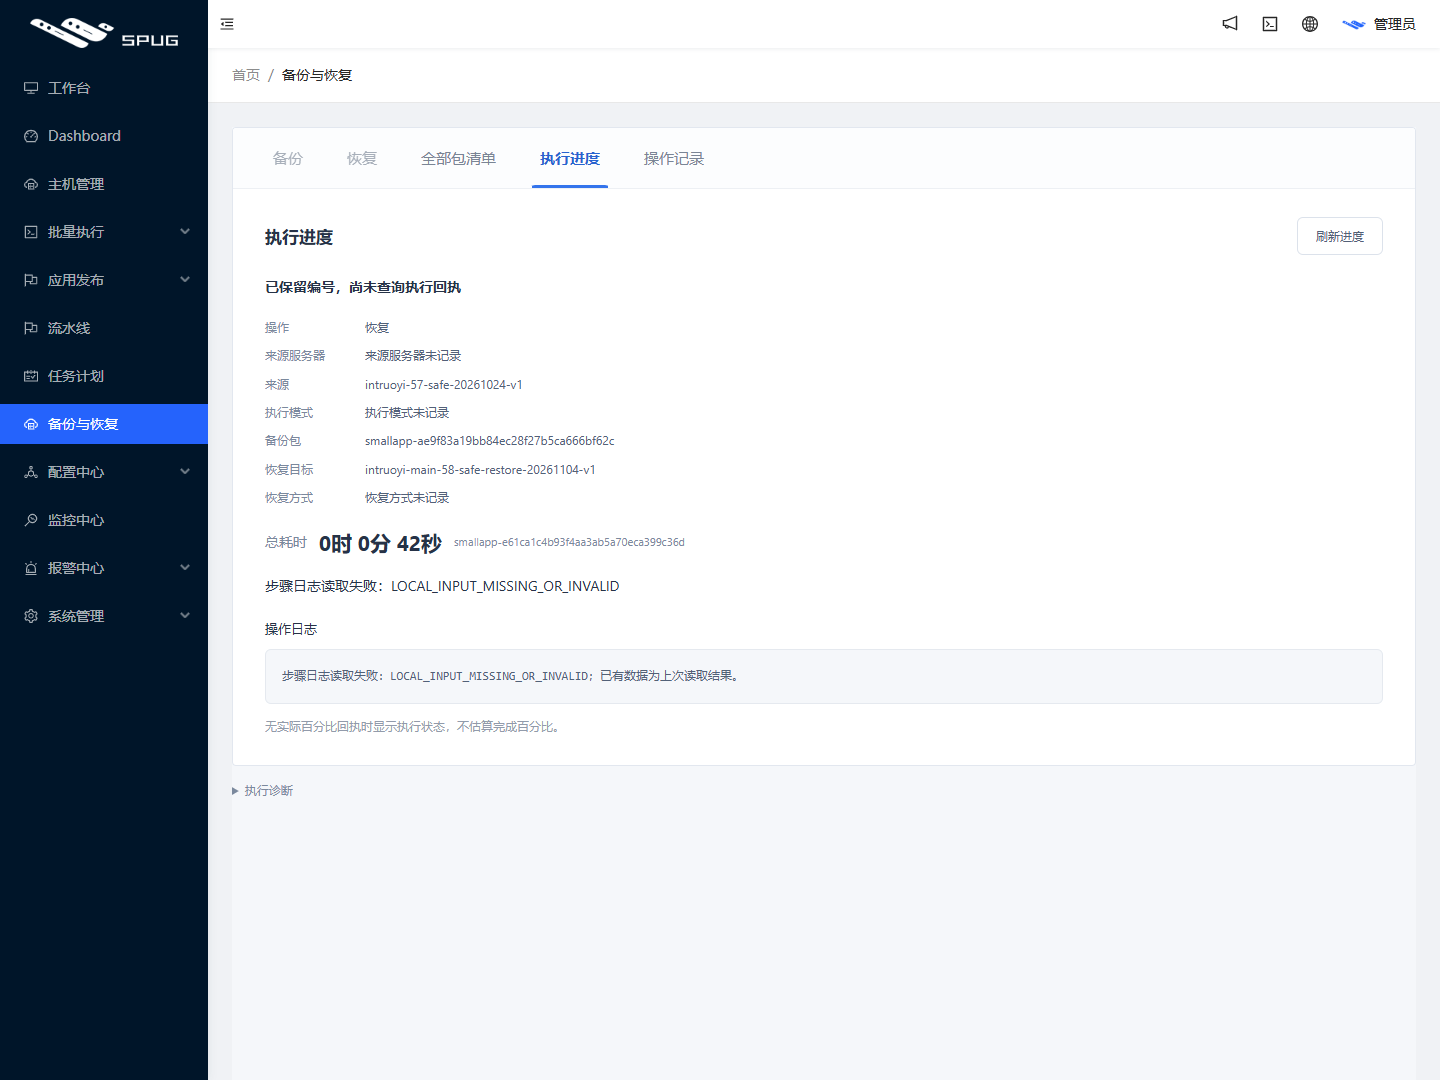 SPUG
管理员
工作台
Dashboard
主机管理
批量执行
应用发布
流水线
任务计划
备份与恢复
配置中心
监控中心
报警中心
系统管理
首页 / 备份与恢复
备份 恢复 全部包清单 执行进度 操作记录
执行进度
刷新进度
已保留编号，尚未查询执行回执
操作 恢复
来源服务器 来源服务器未记录
来源 intruoyi-57-safe-20261024-v1
执行模式 执行模式未记录
备份包 smallapp-ae9f83a19bb84ec28f27b5ca666bf62c
恢复目标 intruoyi-main-58-safe-restore-20261104-v1
恢复方式 恢复方式未记录
总耗时 0时 0分 42秒 smallapp-e61ca1c4b93f4aa3ab5a70eca399c36d
步骤日志读取失败：LOCAL_INPUT_MISSING_OR_INVALID
操作日志
步骤日志读取失败：LOCAL_INPUT_MISSING_OR_INVALID；已有数据为上次读取结果。
无实际百分比回执时显示执行状态，不估算完成百分比。
执行诊断